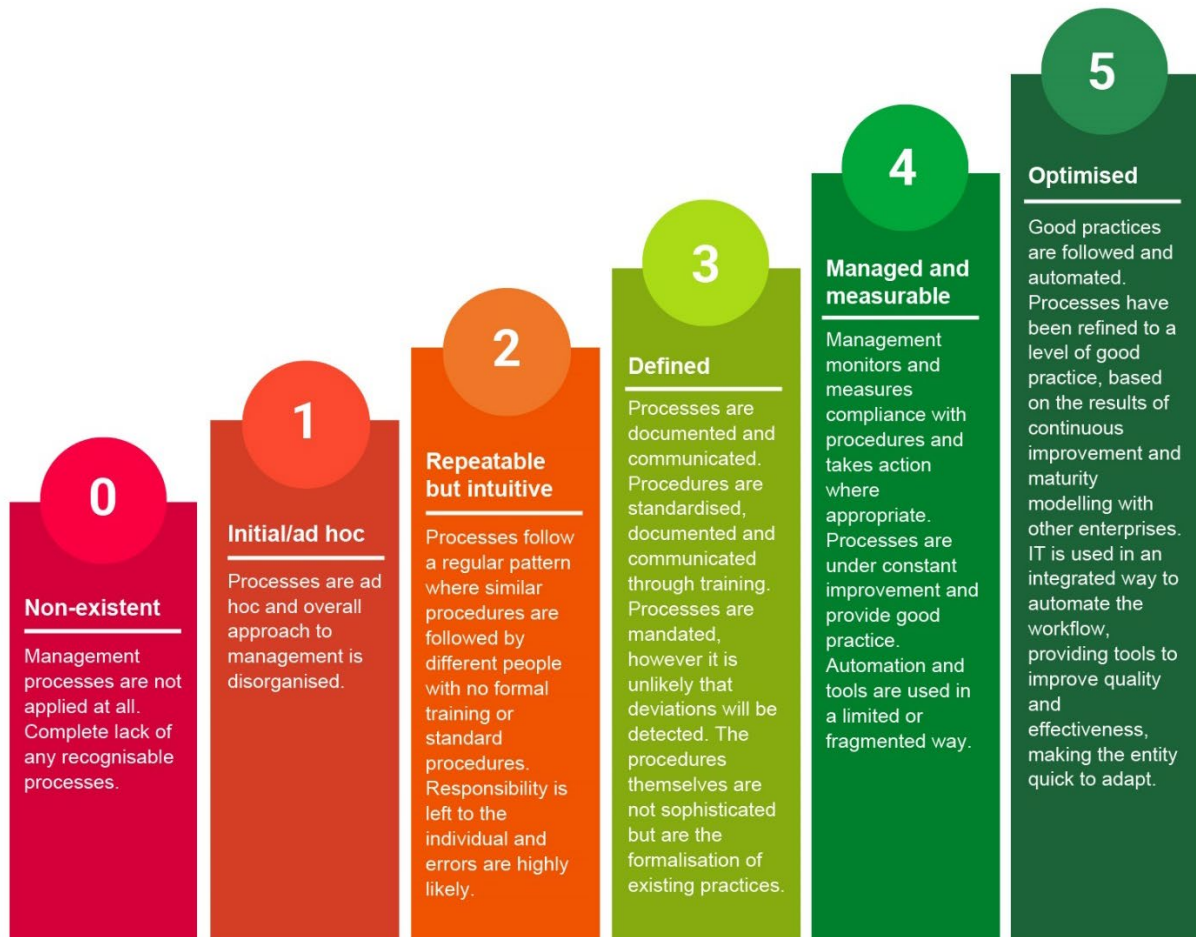 0
Non-existent
Management
processes are not
applied at all.
Complete lack of
any recognisable
processes.
1
Initial/ad hoc
Processes are ad
hoc and overall
approach to
management is
disorganised.
2
Repeatable
but intuitive
Processes follow
a regular pattern
where similar
procedures are
followed by
different people
with no formal
training or
standard
procedures.
Responsibility is
left to the
individual and
errors are highly
likely.
3
Defined
Processes are
documented and
communicated.
Procedures are
standardised,
documented and
communicated
through training.
Processes are
mandated,
however it is
unlikely that
deviations will be
detected. The
procedures
themselves are
not sophisticated
but are the
formalisation of
existing practices.
4
Managed and
measurable
Management
monitors and
measures
compliance with
procedures and
takes action
where
appropriate.
Processes are
under constant
improvement and
provide good
practice.
Automation and
tools are used in
a limited or
fragmented way.
5
Optimised
Good practices
are followed and
automated.
Processes have
been refined to a
level of good
practice, based
on the results of
continuous
improvement and
maturity
modelling with
other enterprises.
IT is used in an
integrated way to
automate the
workflow,
providing tools to
improve quality
and
effectiveness,
making the entity
quick to adapt.